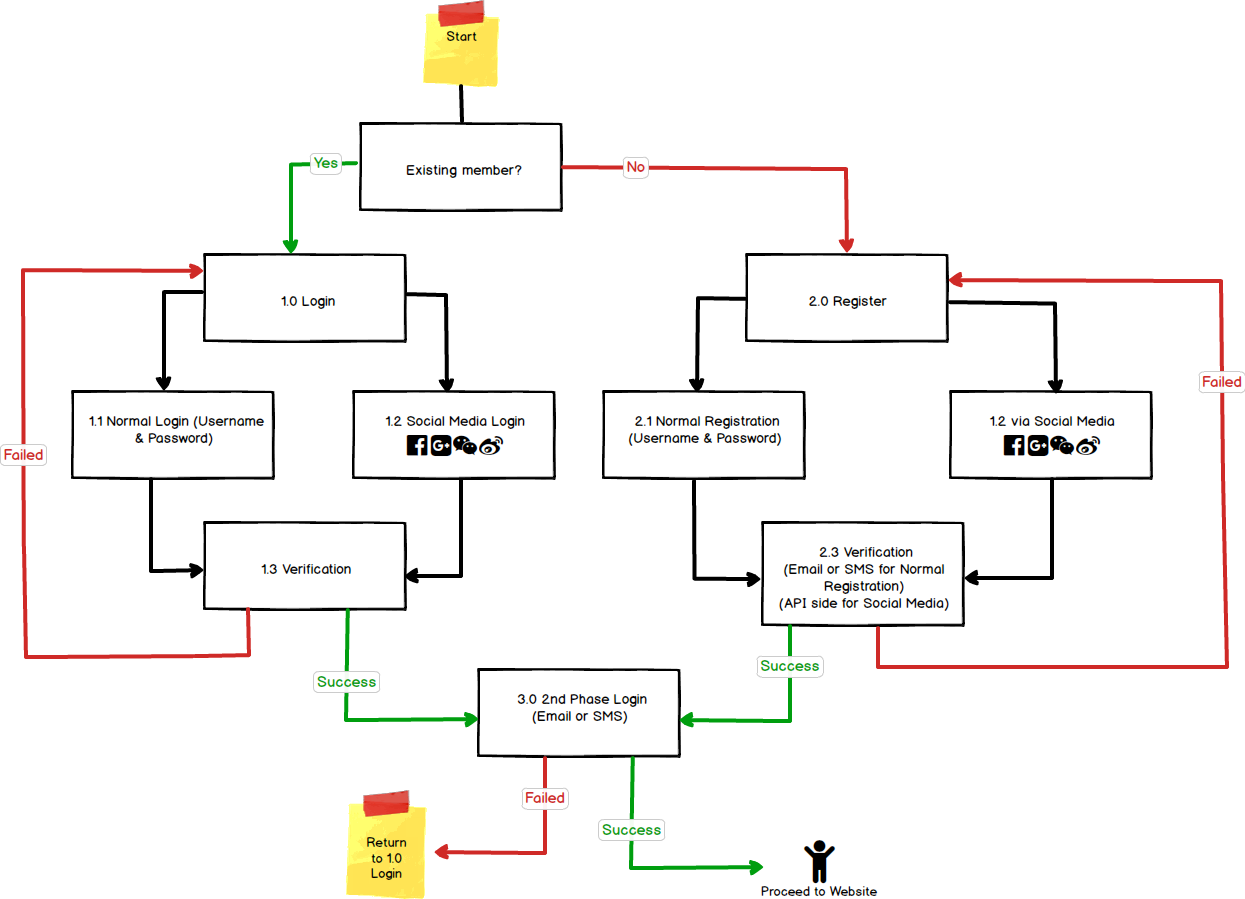 Start
Existing member?
Yes
No
1.0 Login
2.0 Register
Failed
1.1 Normal Login (Username
& Password)
1.2 Social Media Login
2.1 Normal Registration
(Username & Password)
1.2 via Social Media
Failed
1.3 Verification
2.3 Verification
(Email or SMS for Normal
Registration)
(API side for Social Media)
Success
Success
3.0 2nd Phase Login
(Email or SMS)
Failed
Success
Return
to 1.0
Login
Proceed to Website